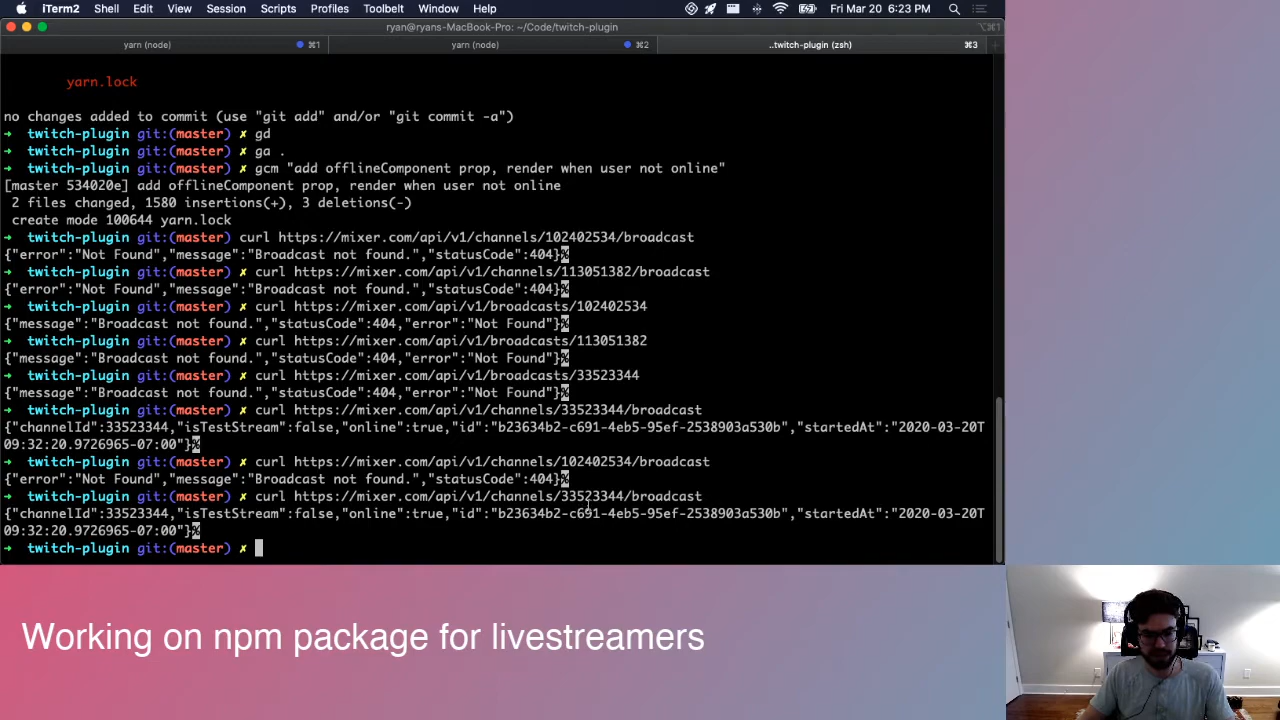 iTerm2 Shell Edit View Session Scripts Profiles Toolbelt Window Help Fri Mar 20 6:23 PM
ryan@ryans-MacBook-Pro: ~/Code/twitch-plugin ⌥⌘1
yarn (node) ⌘1 yarn (node) ⌘2 ..twitch-plugin (zsh) ⌘3 +
yarn.lock
no changes added to commit (use "git add" and/or "git commit -a")
→ twitch-plugin git:(master) ✗ gd
→ twitch-plugin git:(master) ✗ ga .
→ twitch-plugin git:(master) ✗ gcm "add offlineComponent prop, render when user not online"
[master 534020e] add offlineComponent prop, render when user not online
2 files changed, 1580 insertions(+), 3 deletions(-)
create mode 100644 yarn.lock
→ twitch-plugin git:(master) ✗ curl https://mixer.com/api/v1/channels/102402534/broadcast
{"error":"Not Found","message":"Broadcast not found.","statusCode":404}%
→ twitch-plugin git:(master) ✗ curl https://mixer.com/api/v1/channels/113051382/broadcast
{"error":"Not Found","message":"Broadcast not found.","statusCode":404}%
→ twitch-plugin git:(master) ✗ curl https://mixer.com/api/v1/broadcasts/102402534
{"message":"Broadcast not found.","statusCode":404,"error":"Not Found"}%
→ twitch-plugin git:(master) ✗ curl https://mixer.com/api/v1/broadcasts/113051382
{"message":"Broadcast not found.","statusCode":404,"error":"Not Found"}%
→ twitch-plugin git:(master) ✗ curl https://mixer.com/api/v1/broadcasts/33523344
{"message":"Broadcast not found.","statusCode":404,"error":"Not Found"}%
→ twitch-plugin git:(master) ✗ curl https://mixer.com/api/v1/channels/33523344/broadcast
{"channelId":33523344,"isTestStream":false,"online":true,"id":"b23634b2-c691-4eb5-95ef-2538903a530b","startedAt":"2020-03-20T
09:32:20.9726965-07:00"}%
→ twitch-plugin git:(master) ✗ curl https://mixer.com/api/v1/channels/102402534/broadcast
{"error":"Not Found","message":"Broadcast not found.","statusCode":404}%
→ twitch-plugin git:(master) ✗ curl https://mixer.com/api/v1/channels/33523344/broadcast
{"channelId":33523344,"isTestStream":false,"online":true,"id":"b23634b2-c691-4eb5-95ef-2538903a530b","startedAt":"2020-03-20T
09:32:20.9726965-07:00"}%
→ twitch-plugin git:(master) ✗
Working on npm package for livestreamers